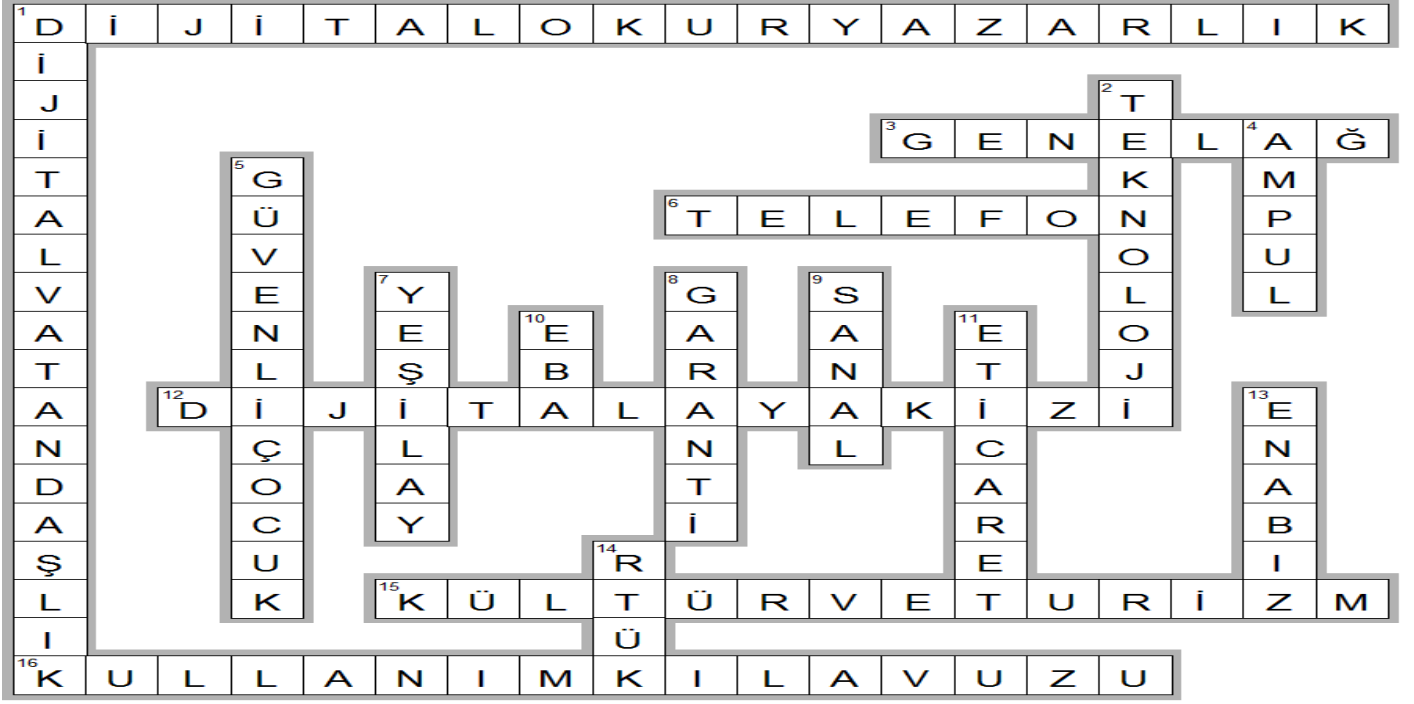 1 DİJİTALOKURYAZARLIK
1 DİJİTALVATANDAŞLIK
2 TEKNOLOJİ
3 GENELAĞ
4 AMPUL
5 GÜVENLİÇOCUK
6 TELEFON
7 YEŞİLAY
8 GARANTİ
9 SANAL
10 EBA
11 ETİCARET
12 DİJİTALAYAKİZİ
13 ENABIZ
14 RTÜK
15 KÜLTÜRVETURİZM
16 KULLANIMKILAVUZU